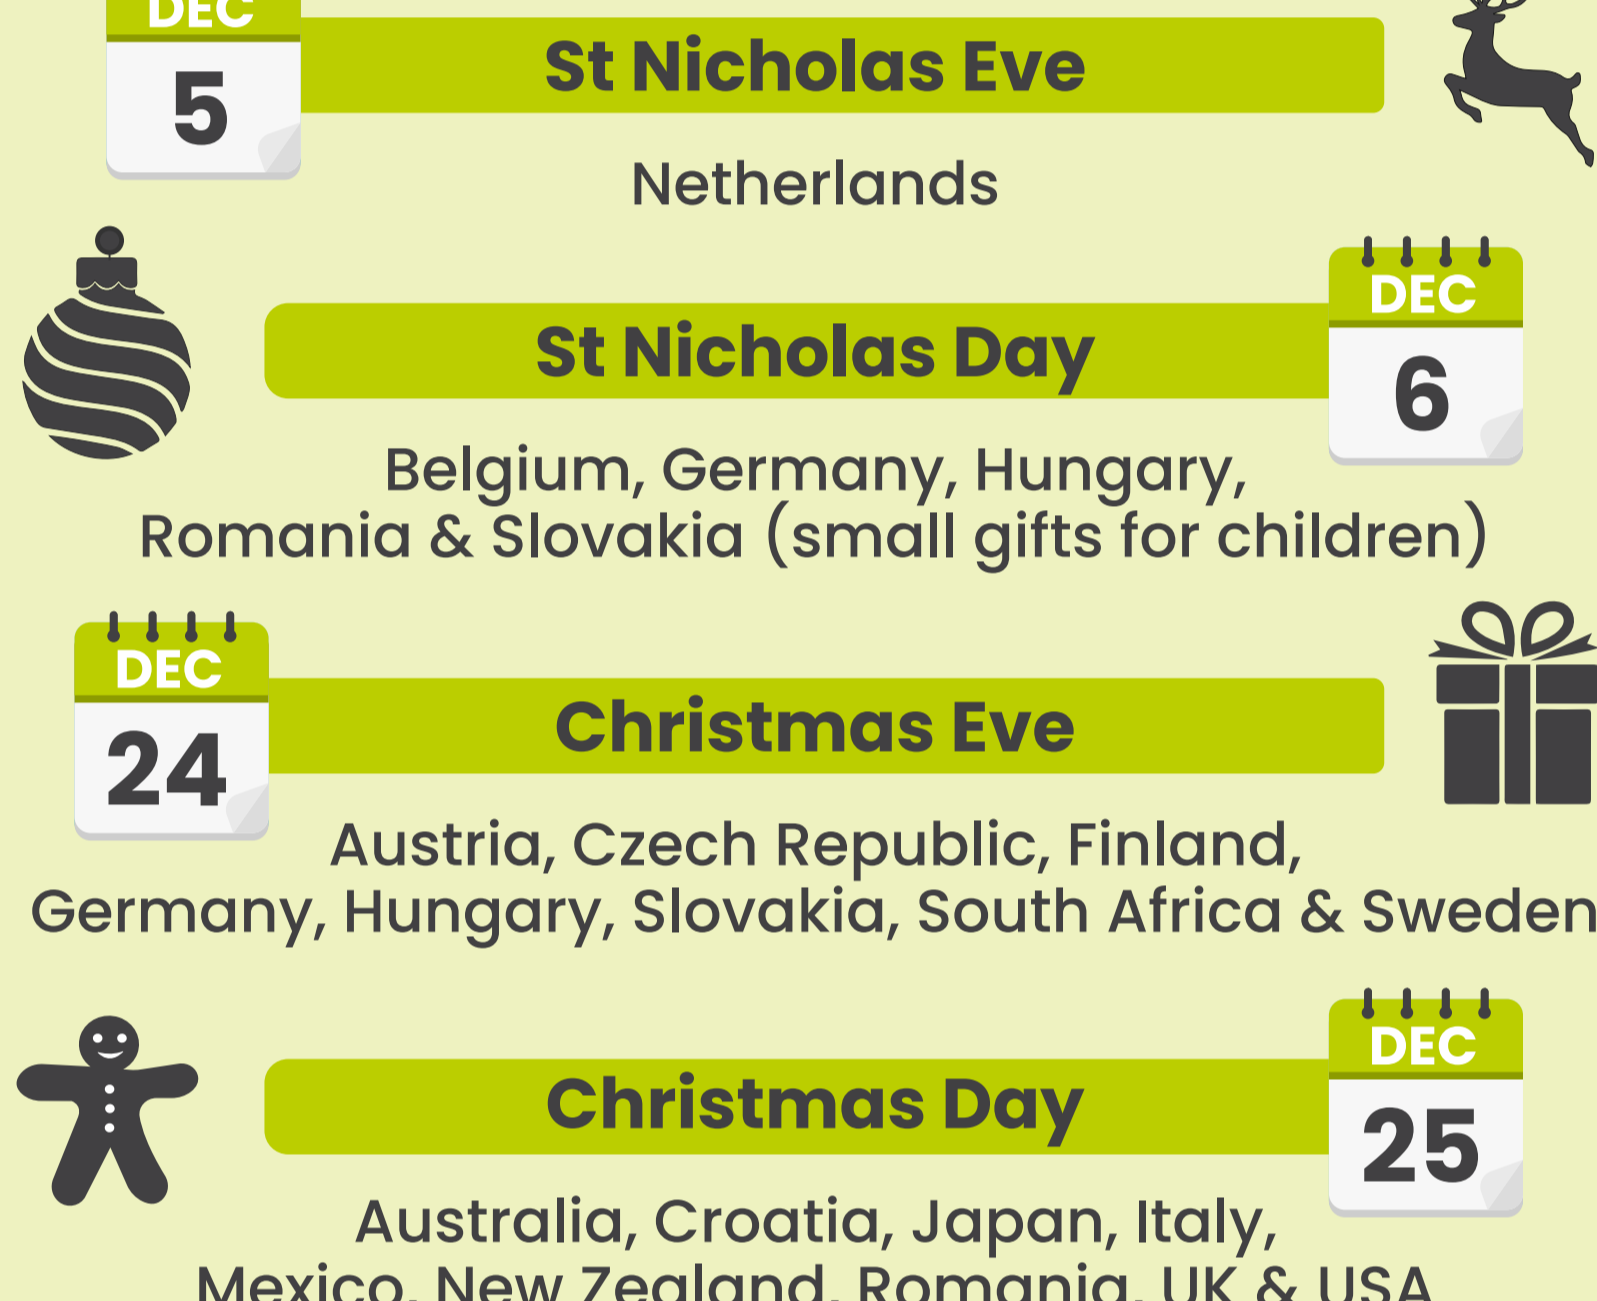 DEC
5
St Nicholas Eve
Netherlands
St Nicholas Day
DEC
6
Belgium, Germany, Hungary,
Romania & Slovakia (small gifts for children)
DEC
24
Christmas Eve
Austria, Czech Republic, Finland,
Germany, Hungary, Slovakia, South Africa & Sweden
Christmas Day
DEC
25
Australia, Croatia, Japan, Italy,
Mexico, New Zealand, Romania, UK & USA